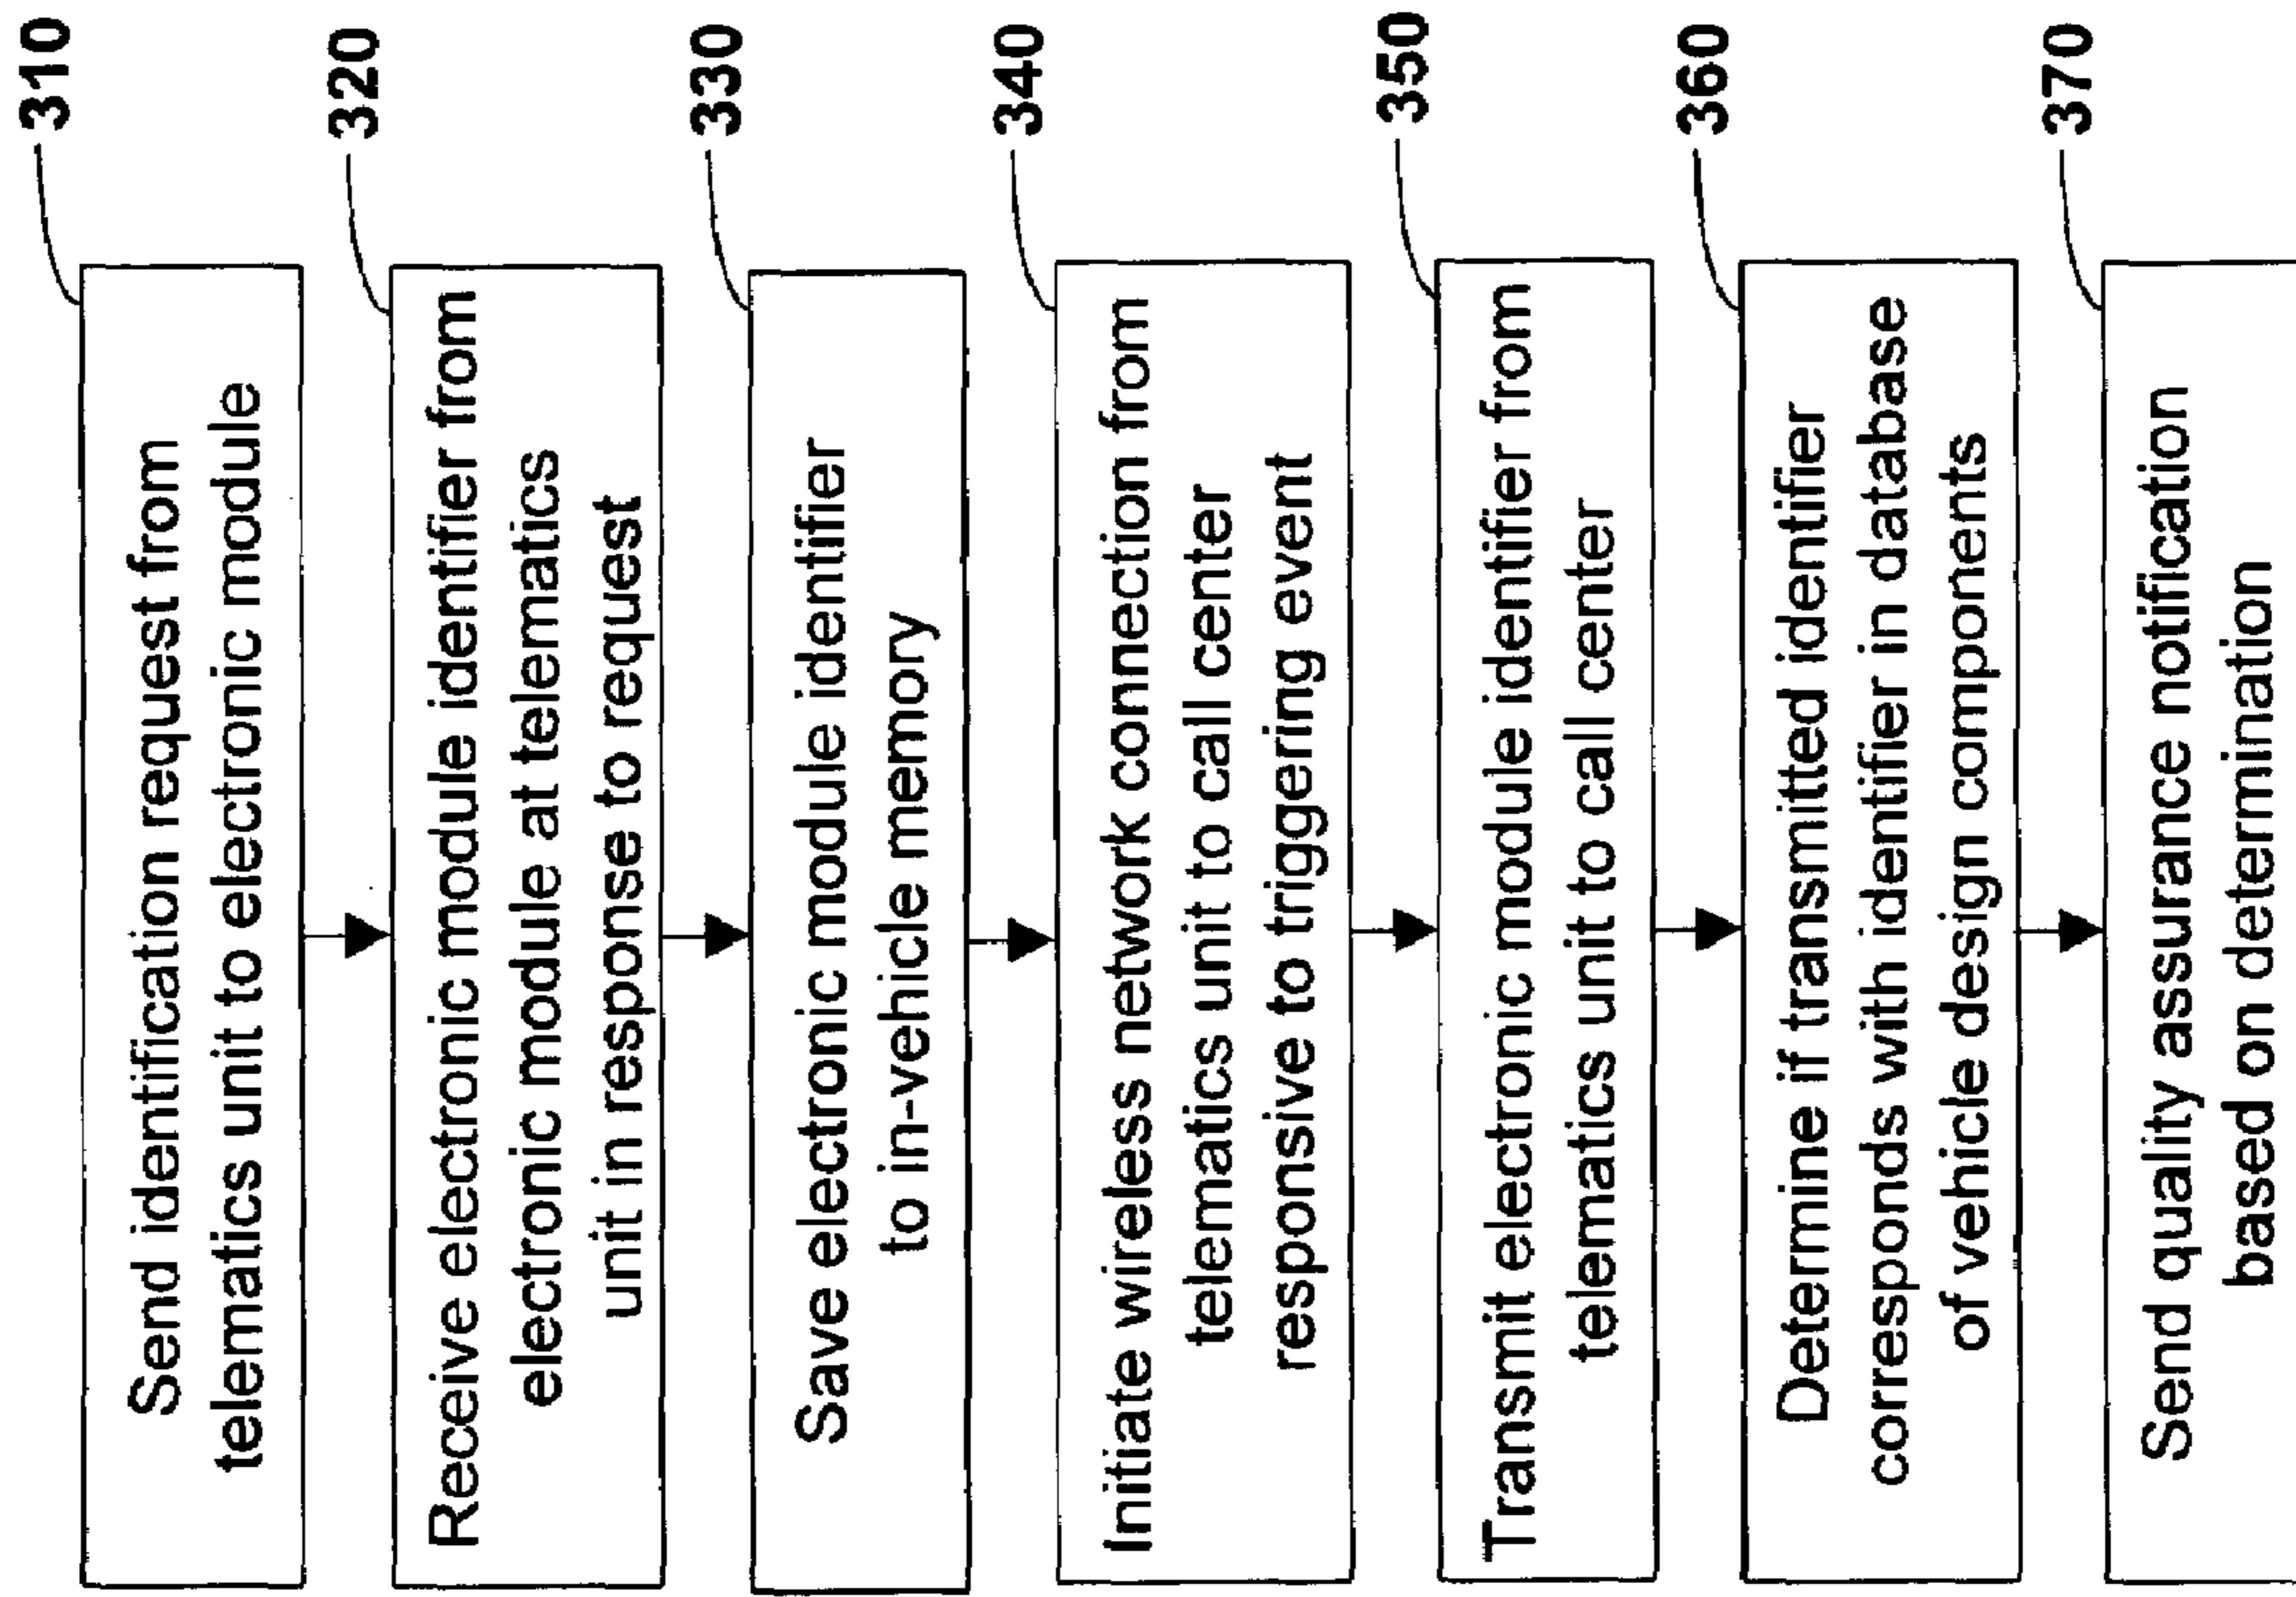 310
Send identification request from
telematics unit to electronic module
320
Receive electronic module identifier from
electronic module at telematics
unit in response to request
330
Save electronic module identifier
to in-vehicle memory
340
Initiate wireless network connection from
telematics unit to call center
responsive to triggering event
350
Transmit electronic module identifier from
telematics unit to call center
360
Determine if transmitted identifier
corresponds with identifier in database
of vehicle design components
370
Send quality assurance notification
based on determination